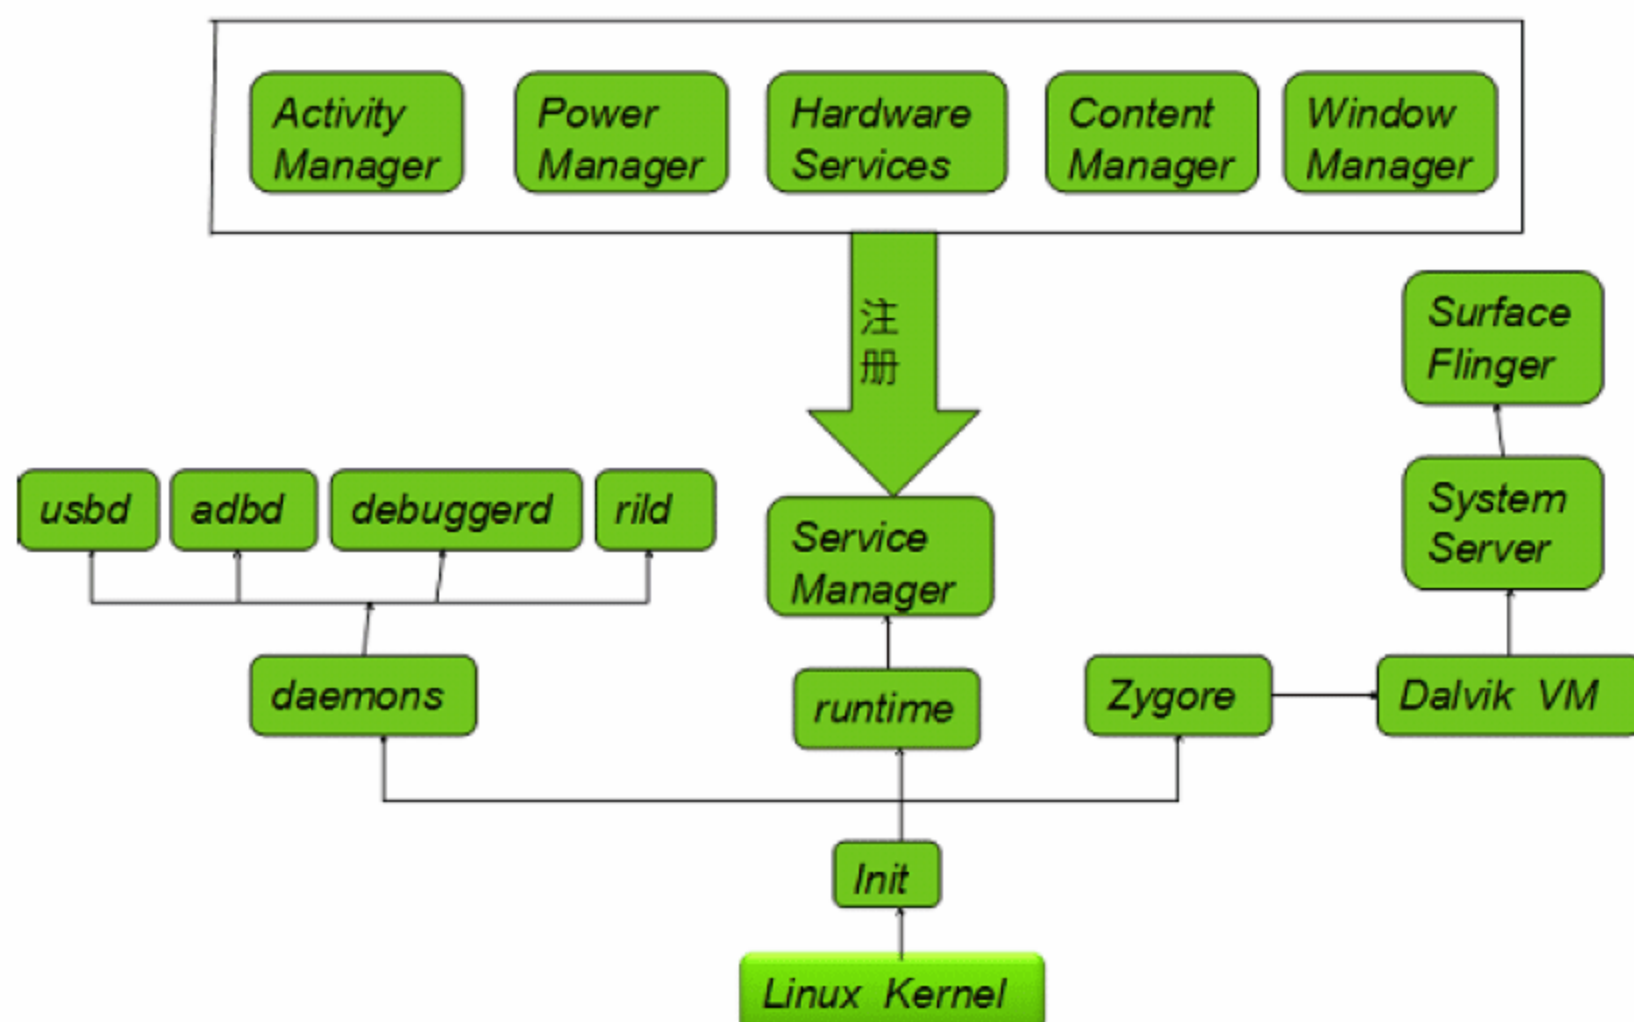 Activity
Manager
Power
Manager
Hardware
Services
Content
Manager
Window
Manager
注
册
Surface
Flinger
usbd
adbd
debuggerd
rild
Service
Manager
System
Server
daemons
runtime
Zygore
Dalvik VM
Init
Linux Kernel